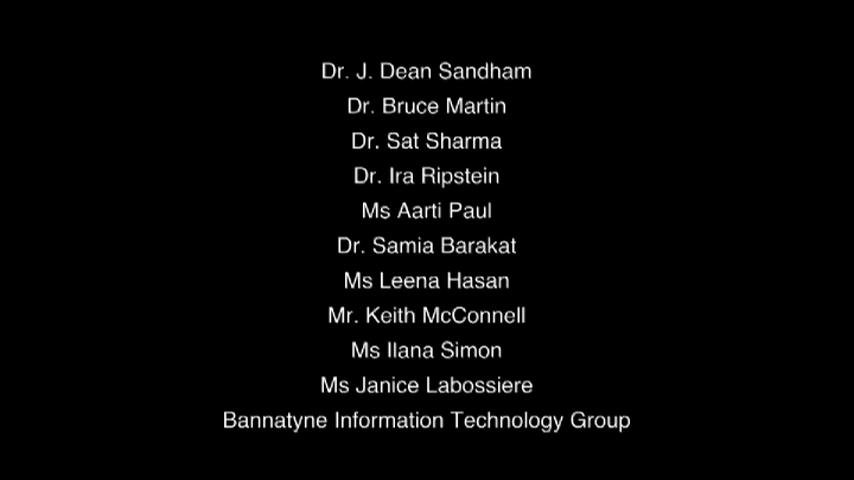 Dr. J. Dean Sandham
Dr. Bruce Martin
Dr. Sat Sharma
Dr. Ira Ripstein
Ms Aarti Paul
Dr. Samia Barakat
Ms Leena Hasan
Mr. Keith McConnell
Ms Ilana Simon
Ms Janice Labossiere
Bannatyne Information Technology Group